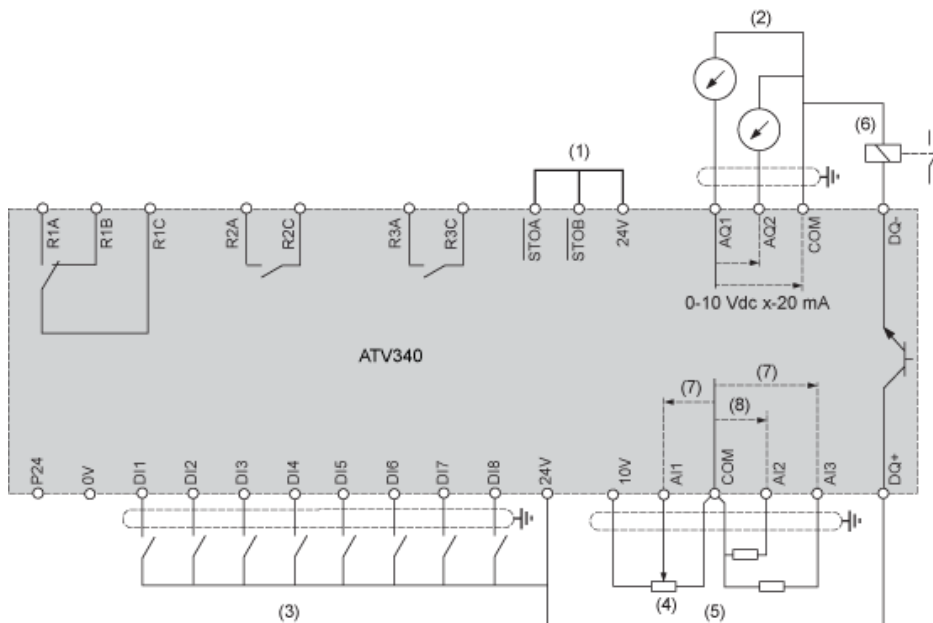 (2)
(6)
(1)
R1A R1B R1C R2A R2C R3A R3C STOA STOB 24V AQ1 AQ2 COM DQ-
0-10 Vdc x-20 mA
ATV340
(7) (7)
(8)
P24 0V DI1 DI2 DI3 DI4 DI5 DI6 DI7 DI8 24V 10V AI1 COM AI2 AI3 DQ+
(3) (4) (5)